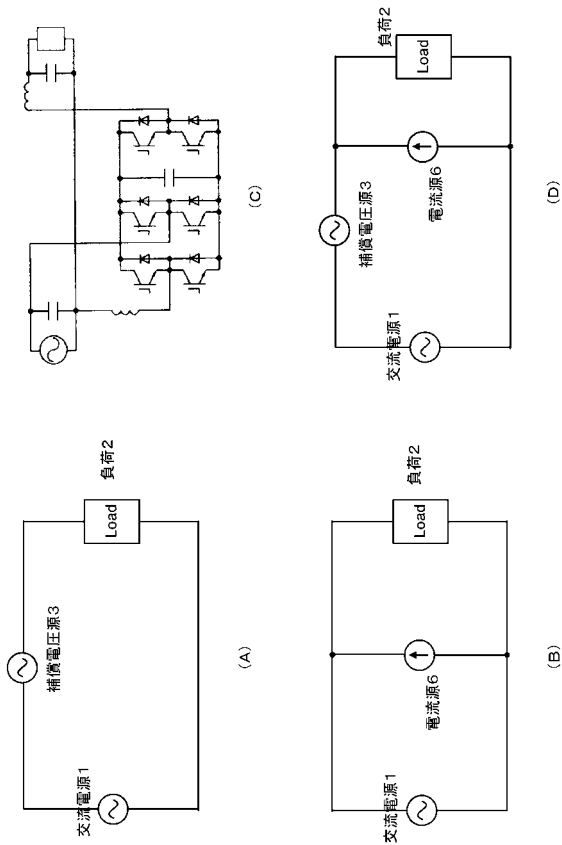 交流電源1
補償電圧源3
負荷2
Load
(A)
交流電源1
電流源6
負荷2
Load
(B)
(C)
交流電源1
補償電圧源3
電流源6
負荷2
Load
(D)